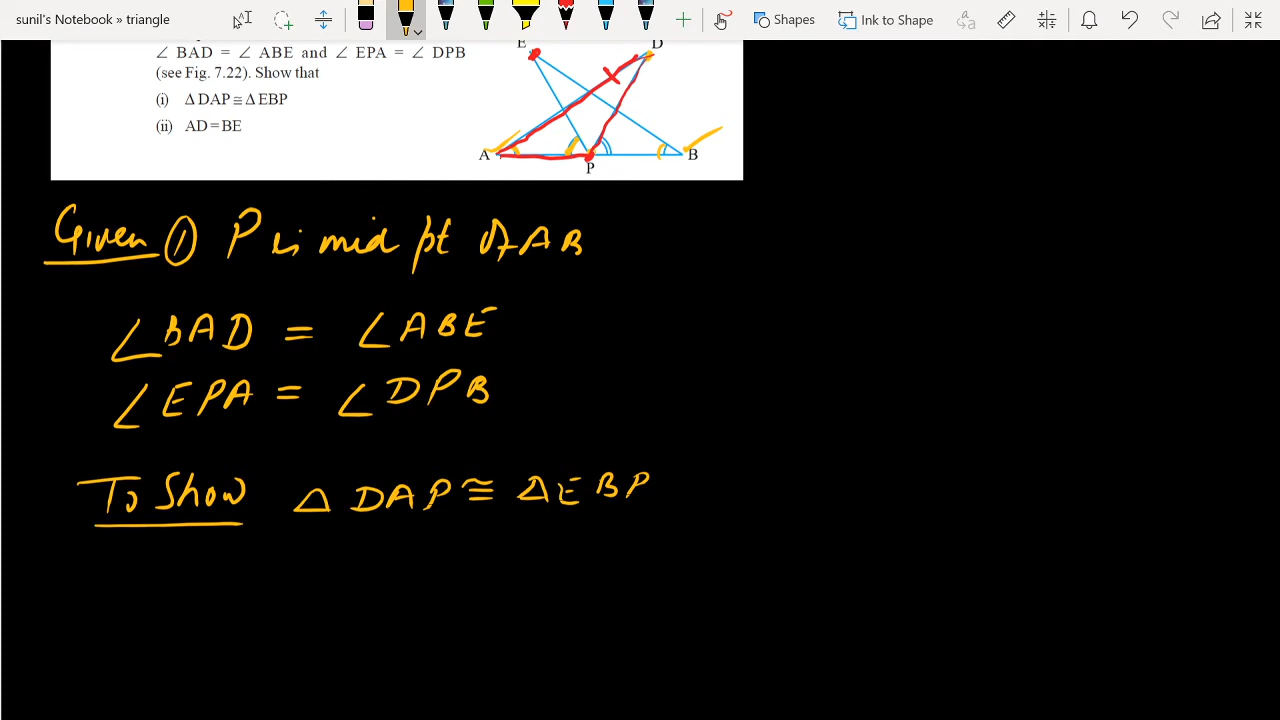 sunil's Notebook » triangle
Shapes
Ink to Shape
∠ BAD = ∠ ABE and ∠ EPA = ∠ DPB
(see Fig. 7.22). Show that
(i) Δ DAP ≅ Δ EBP
(ii) AD = BE
E
D
A
P
B
Given ① P is mid pt of AB
∠BAD = ∠ABE
∠EPA = ∠DPB
To Show Δ DAP ≅ ΔEBP